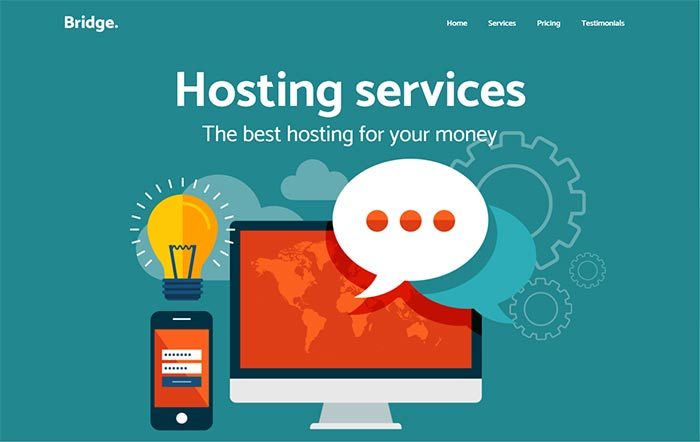 Bridge.
Home Services Pricing Testimonials
Hosting services
The best hosting for your money